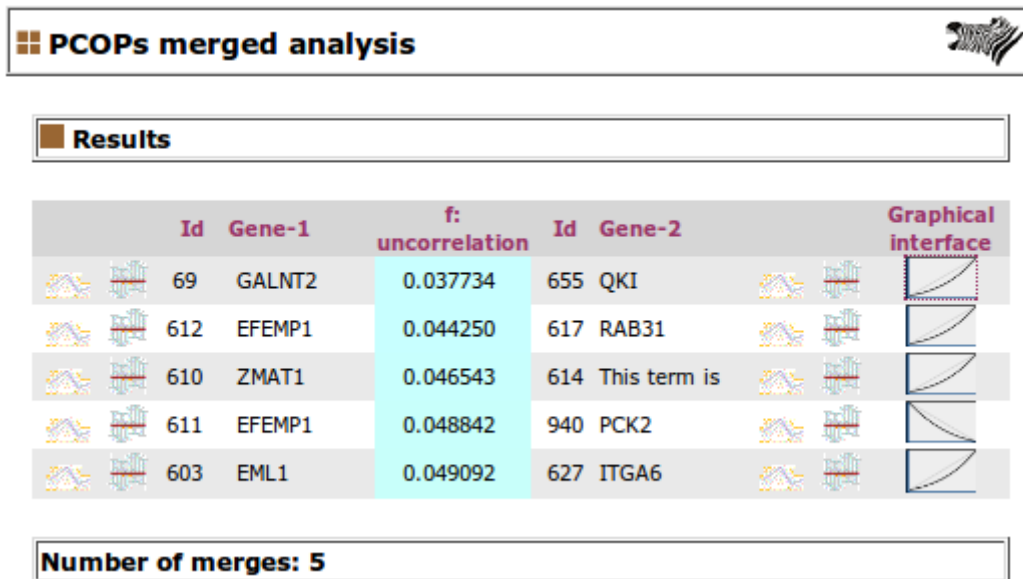 PCOPs merged analysis
Results
Id Gene-1 f: uncorrelation Id Gene-2 Graphical interface
69 GALNT2 0.037734 655 QKI
612 EFEMP1 0.044250 617 RAB31
610 ZMAT1 0.046543 614 This term is
611 EFEMP1 0.048842 940 PCK2
603 EML1 0.049092 627 ITGA6
Number of merges: 5